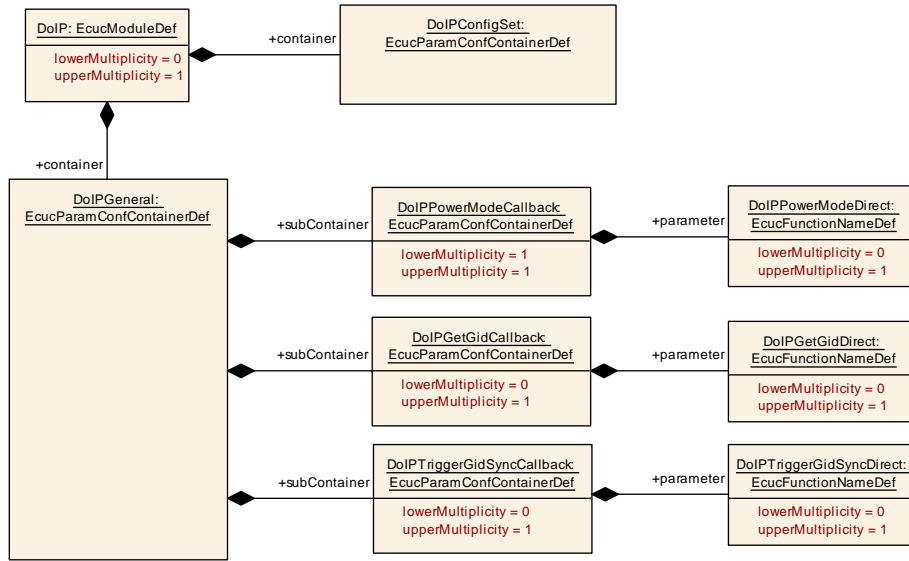 DoIP: EcucModuleDef
lowerMultiplicity = 0
upperMultiplicity = 1
+container
DoIPConfigSet:
EcucParamConfContainerDef
+container
DoIPGeneral:
EcucParamConfContainerDef
+subContainer
DoIPPowerModeCallback:
EcucParamConfContainerDef
lowerMultiplicity = 1
upperMultiplicity = 1
+parameter
DoIPPowerModeDirect:
EcucFunctionNameDef
lowerMultiplicity = 0
upperMultiplicity = 1
+subContainer
DoIPGetGidCallback:
EcucParamConfContainerDef
lowerMultiplicity = 0
upperMultiplicity = 1
+parameter
DoIPGetGidDirect:
EcucFunctionNameDef
lowerMultiplicity = 0
upperMultiplicity = 1
+subContainer
DoIPTriggerGidSyncCallback:
EcucParamConfContainerDef
lowerMultiplicity = 0
upperMultiplicity = 1
+parameter
DoIPTriggerGidSyncDirect:
EcucFunctionNameDef
lowerMultiplicity = 0
upperMultiplicity = 1